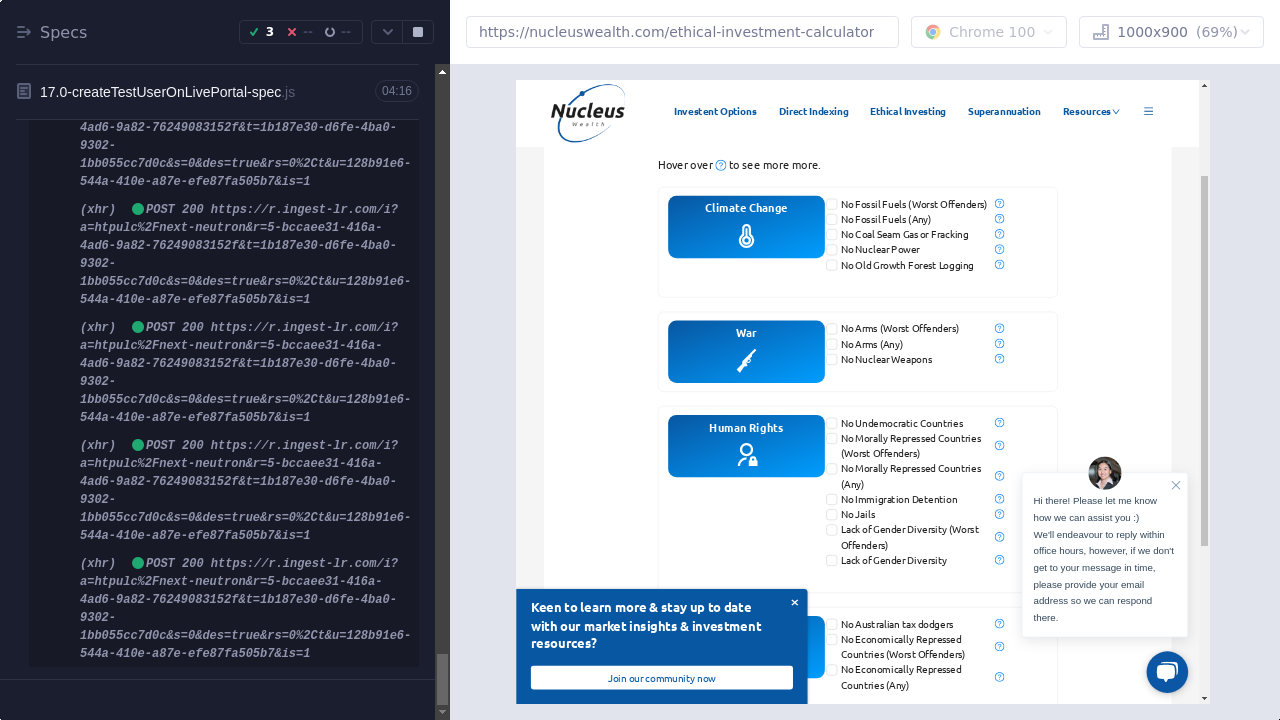 Specs
3
--
--
https://nucleuswealth.com/ethical-investment-calculator
Chrome 100
1000x900 (69%)
17.0-createTestUserOnLivePortal-spec.js
04:16
4ad6-9a82-76249083152f&t=1b187e30-d6fe-4ba0-
9302-
1bb055cc7d0c&s=0&des=true&rs=0%2Ct&u=128b91e6-
544a-410e-a87e-efe87fa505b7&is=1
(xhr) POST 200 https://r.ingest-lr.com/i?
a=htpulc%2Fnext-neutron&r=5-bccaee31-416a-
4ad6-9a82-76249083152f&t=1b187e30-d6fe-4ba0-
9302-
1bb055cc7d0c&s=0&des=true&rs=0%2Ct&u=128b91e6-
544a-410e-a87e-efe87fa505b7&is=1
(xhr) POST 200 https://r.ingest-lr.com/i?
a=htpulc%2Fnext-neutron&r=5-bccaee31-416a-
4ad6-9a82-76249083152f&t=1b187e30-d6fe-4ba0-
9302-
1bb055cc7d0c&s=0&des=true&rs=0%2Ct&u=128b91e6-
544a-410e-a87e-efe87fa505b7&is=1
(xhr) POST 200 https://r.ingest-lr.com/i?
a=htpulc%2Fnext-neutron&r=5-bccaee31-416a-
4ad6-9a82-76249083152f&t=1b187e30-d6fe-4ba0-
9302-
1bb055cc7d0c&s=0&des=true&rs=0%2Ct&u=128b91e6-
544a-410e-a87e-efe87fa505b7&is=1
(xhr) POST 200 https://r.ingest-lr.com/i?
a=htpulc%2Fnext-neutron&r=5-bccaee31-416a-
4ad6-9a82-76249083152f&t=1b187e30-d6fe-4ba0-
9302-
1bb055cc7d0c&s=0&des=true&rs=0%2Ct&u=128b91e6-
544a-410e-a87e-efe87fa505b7&is=1
Nucleus
Wealth
Investent Options
Direct Indexing
Ethical Investing
Superannuation
Resources
Hover over ? to see more more.
Climate Change
No Fossil Fuels (Worst Offenders)
No Fossil Fuels (Any)
No Coal Seam Gas or Fracking
No Nuclear Power
No Old Growth Forest Logging
War
No Arms (Worst Offenders)
No Arms (Any)
No Nuclear Weapons
Human Rights
No Undemocratic Countries
No Morally Repressed Countries
(Worst Offenders)
No Morally Repressed Countries
(Any)
No Immigration Detention
No Jails
Lack of Gender Diversity (Worst
Offenders)
Lack of Gender Diversity
No Australian tax dodgers
No Economically Repressed
Countries (Worst Offenders)
No Economically Repressed
Countries (Any)
Keen to learn more & stay up to date
with our market insights & investment
resources?
Join our community now
Hi there! Please let me know
how we can assist you :)
We'll endeavour to reply within
office hours, however, if we don't
get to your message in time,
please provide your email
address so we can respond
there.